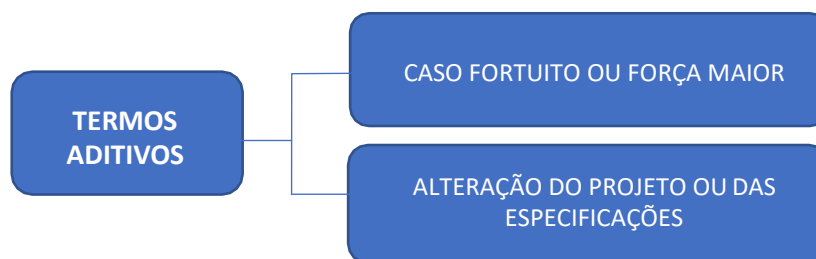 TERMOS
ADITIVOS
CASO FORTUITO OU FORÇA MAIOR
ALTERAÇÃO DO PROJETO OU DAS
ESPECIFICAÇÕES